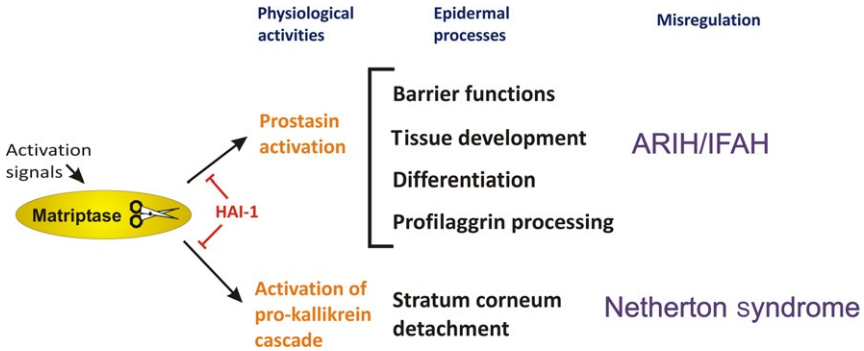 Physiological
activities
Epidermal
processes
Misregulation
Activation
signals
Matriptase
HAI-1
Prostasin
activation
Barrier functions
Tissue development
Differentiation
Profilaggrin processing
ARIH/IFAH
Activation of
pro-kallikrein
cascade
Stratum corneum
detachment
Netherton syndrome